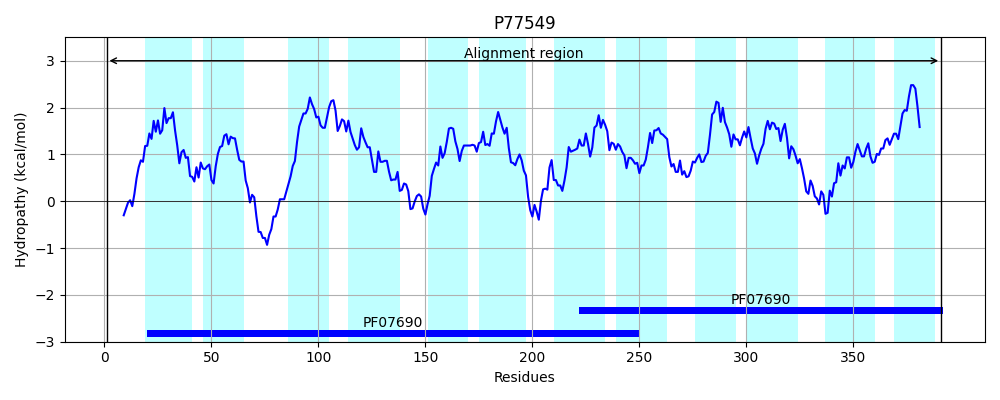 P77549
Alignment region
3
2
1
0
−1
−2
−3
Hydropathy (kcal/mol)
PF07690
PF07690
0 50 100 150 200 250 300 350
Residues